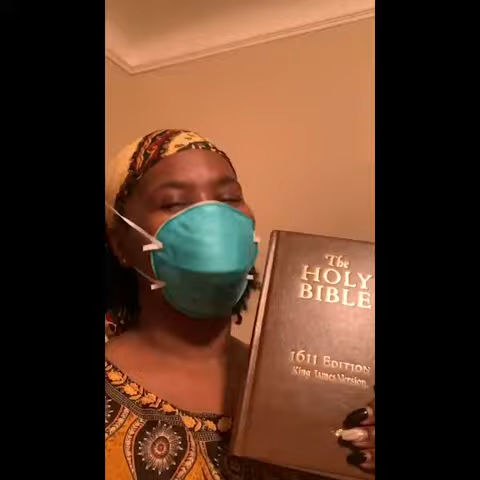 The
HOLY
BIBLE
1611 EDITION
King James Version